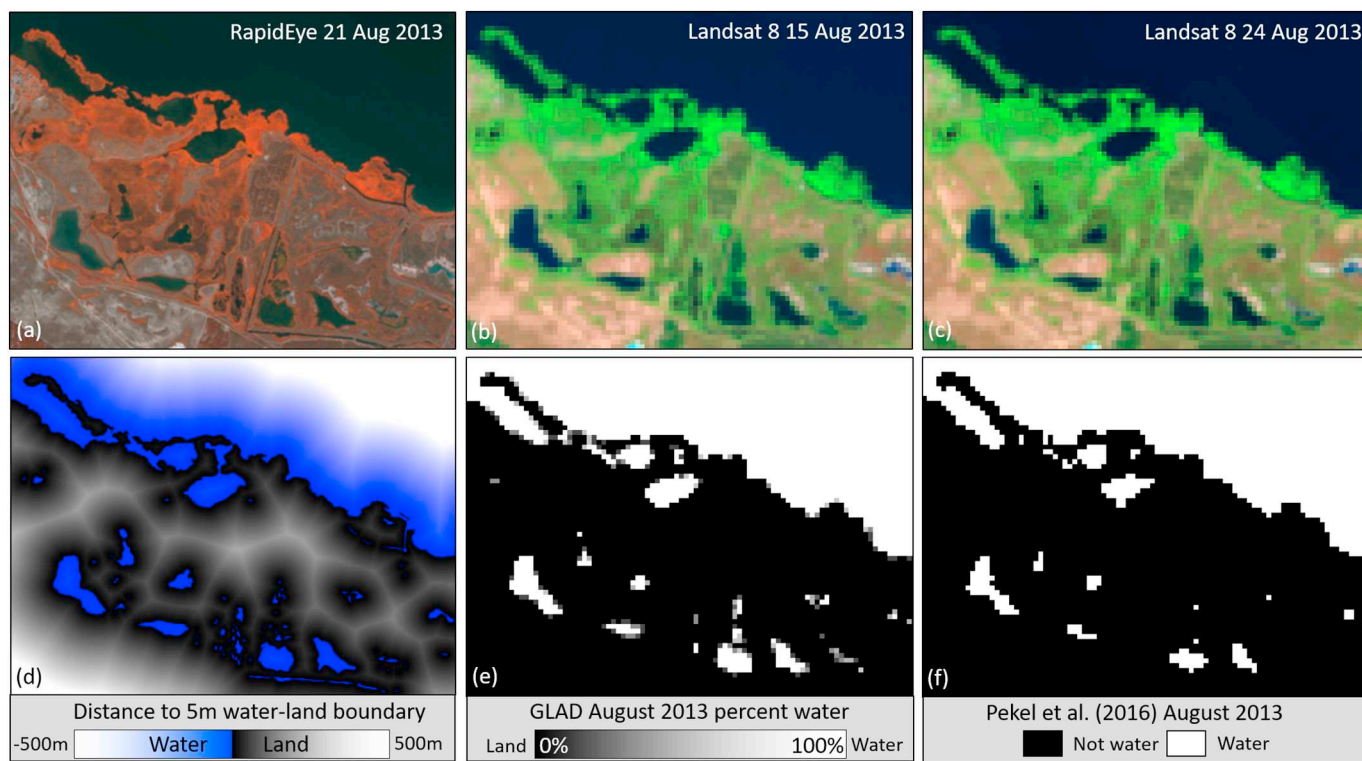 RapidEye 21 Aug 2013
(a)
Landsat 8 15 Aug 2013
(b)
Landsat 8 24 Aug 2013
(c)
(d)
Distance to 5m water-land boundary
-500m Water Land 500m
(e)
GLAD August 2013 percent water
Land 0% 100% Water
(f)
Pekel et al. (2016) August 2013
Not water Water